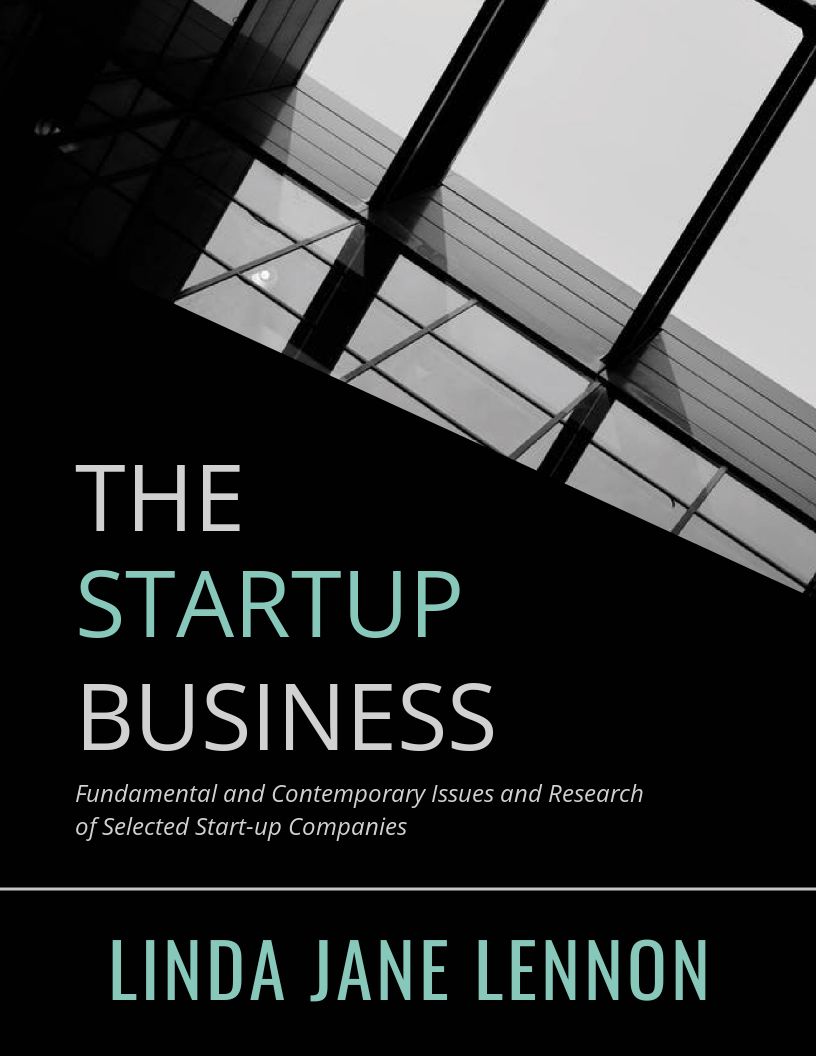 THE
STARTUP
BUSINESS
Fundamental and Contemporary Issues and Research
of Selected Start-up Companies
LINDA JANE LENNON